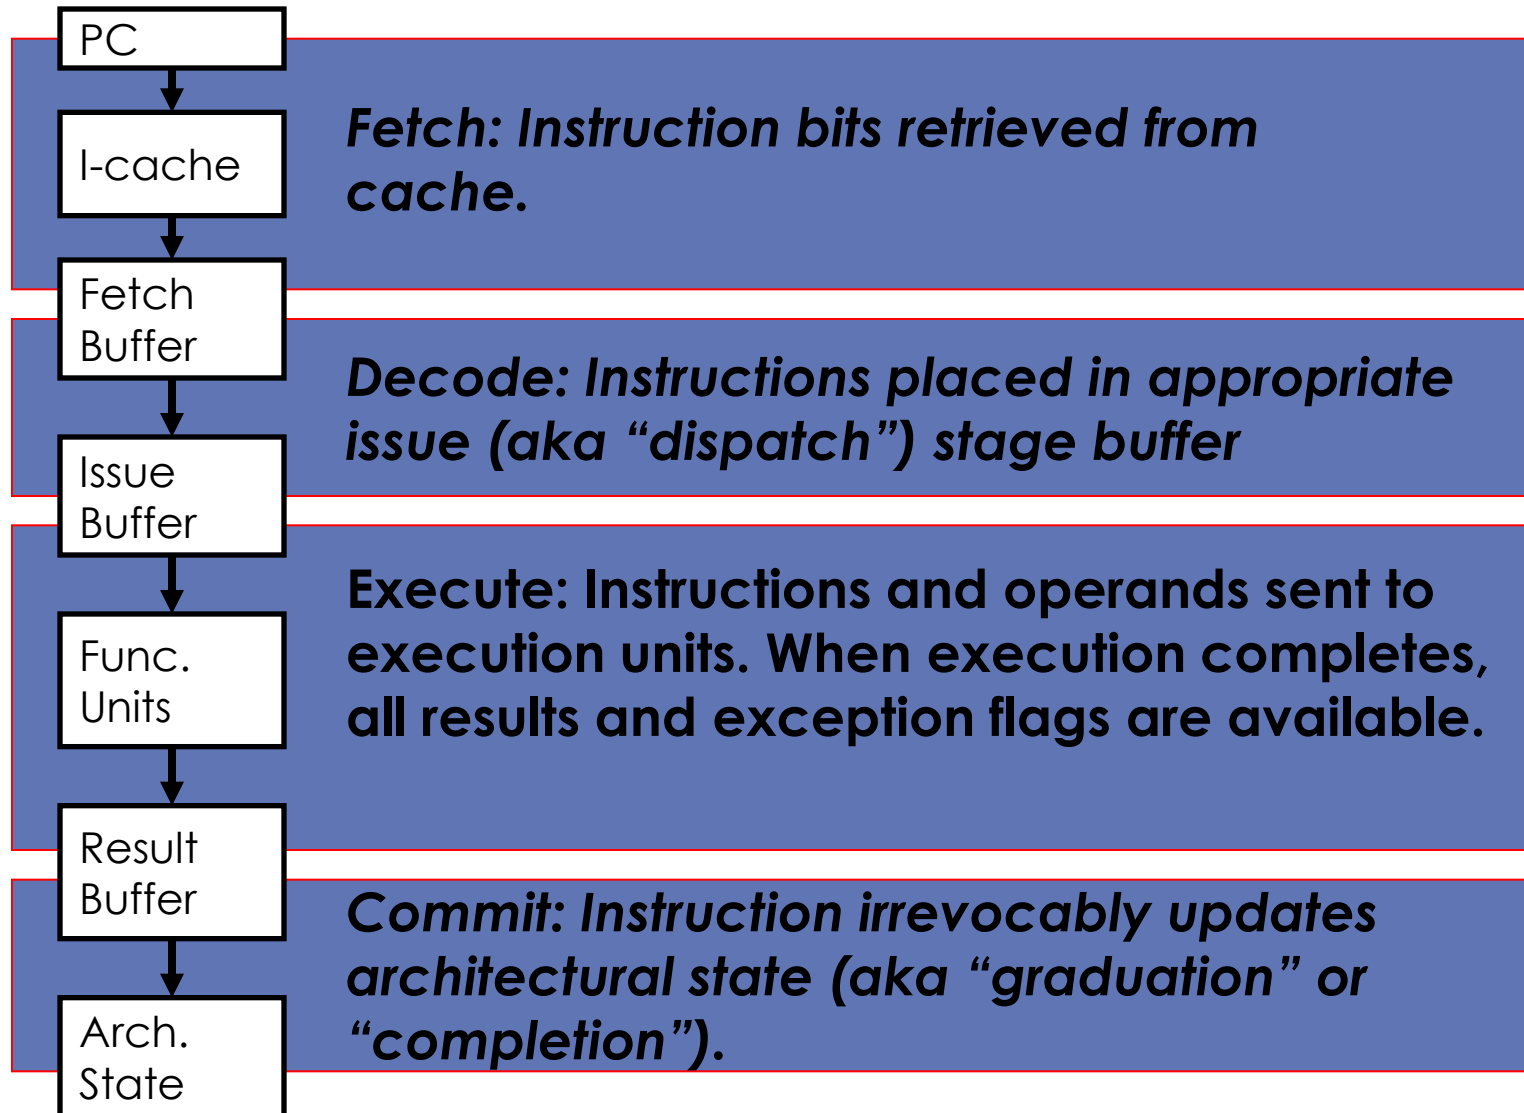 PC
I-cache
Fetch: Instruction bits retrieved from
cache.
Fetch
Buffer
Decode: Instructions placed in appropriate
issue (aka “dispatch”) stage buffer
Issue
Buffer
Execute: Instructions and operands sent to
execution units. When execution completes,
all results and exception flags are available.
Func.
Units
Result
Buffer
Commit: Instruction irrevocably updates
architectural state (aka “graduation” or
“completion”).
Arch.
State